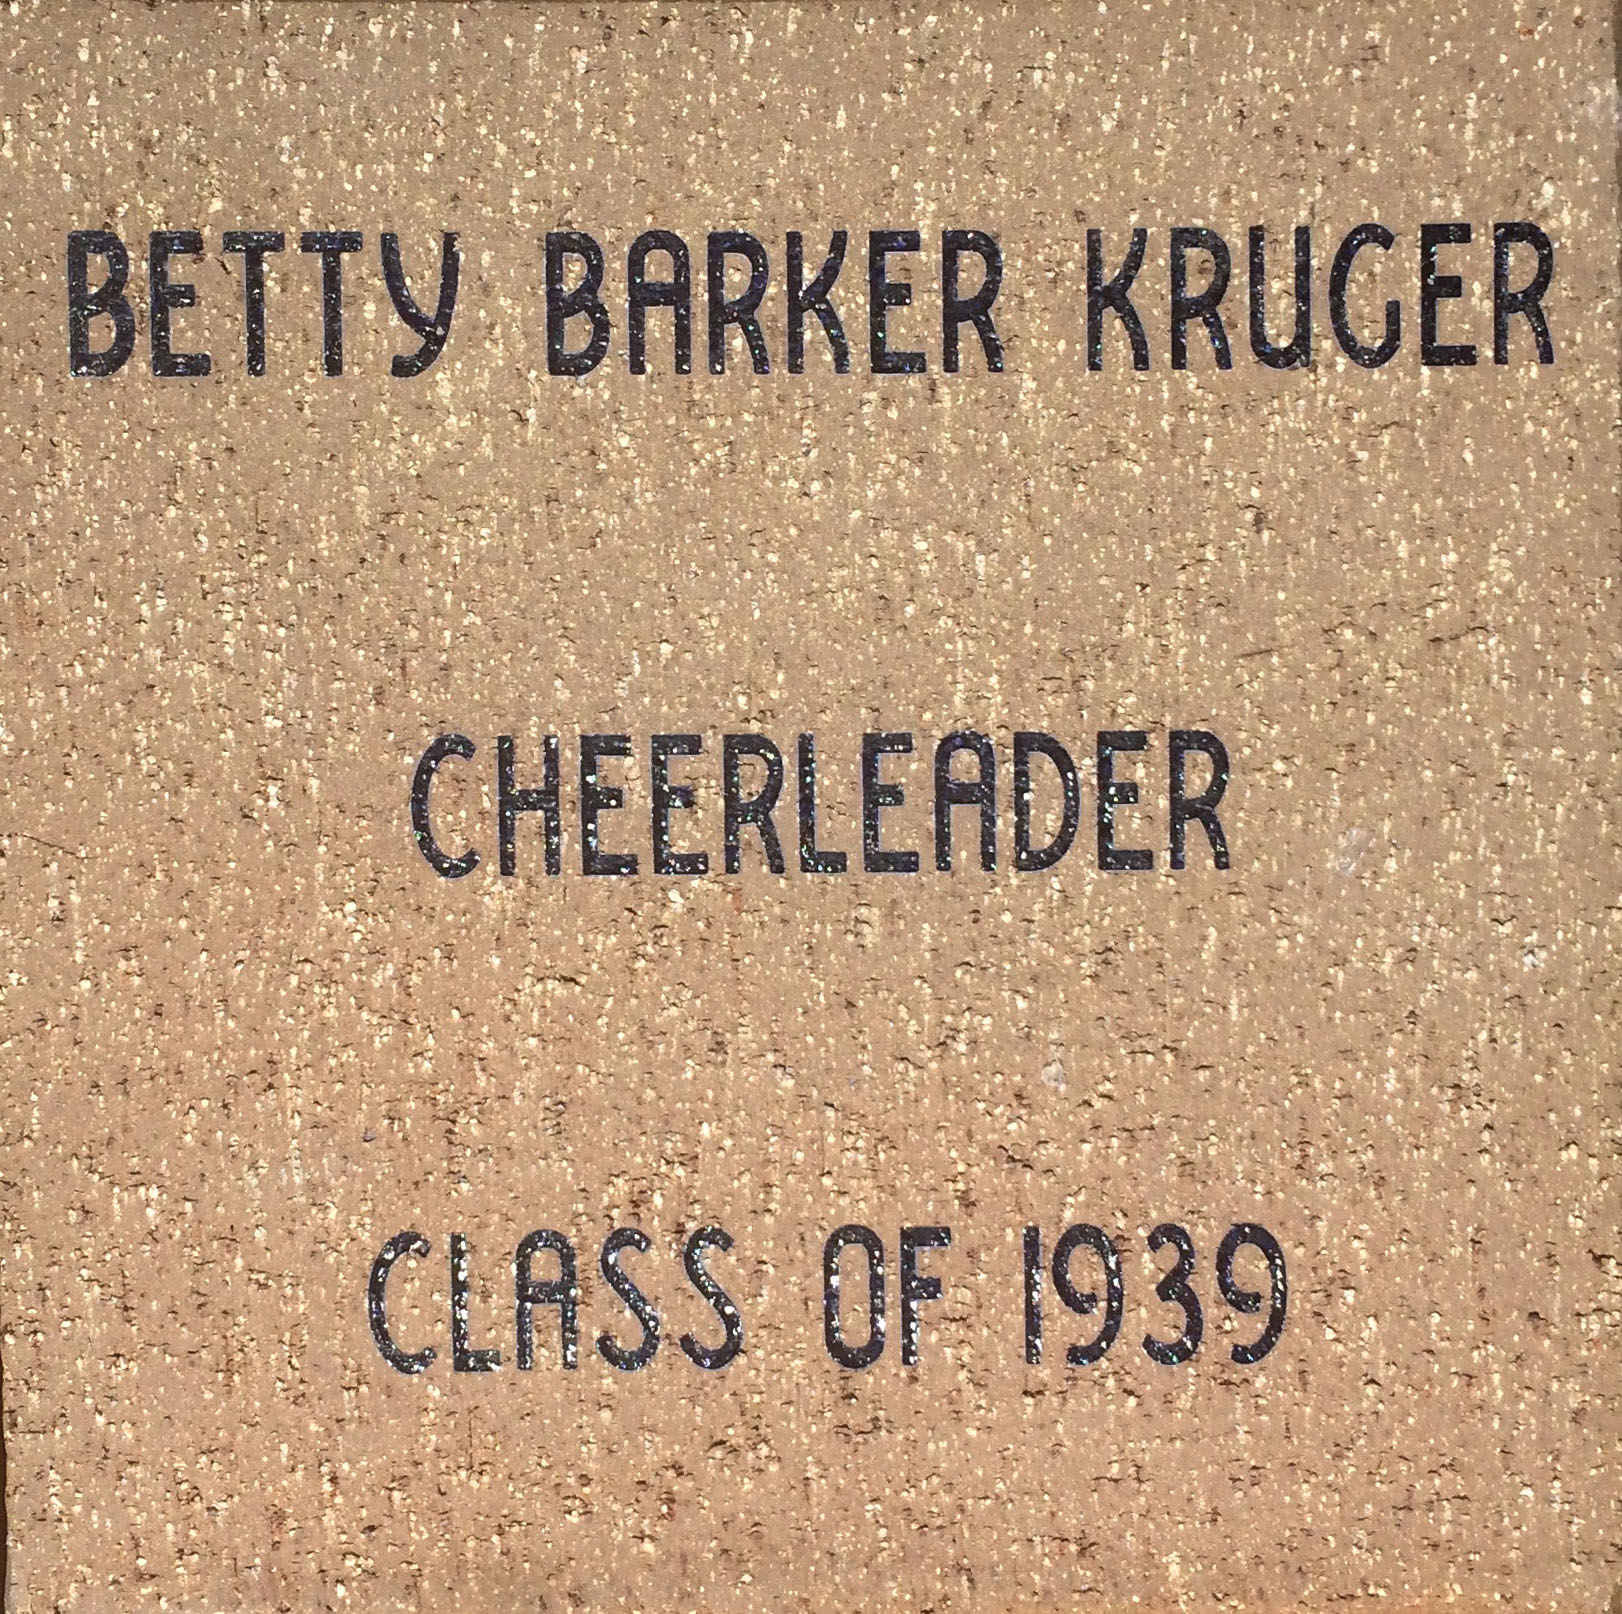 BETTY BARKER KRUGER
CHEERLEADER
CLASS OF 1939